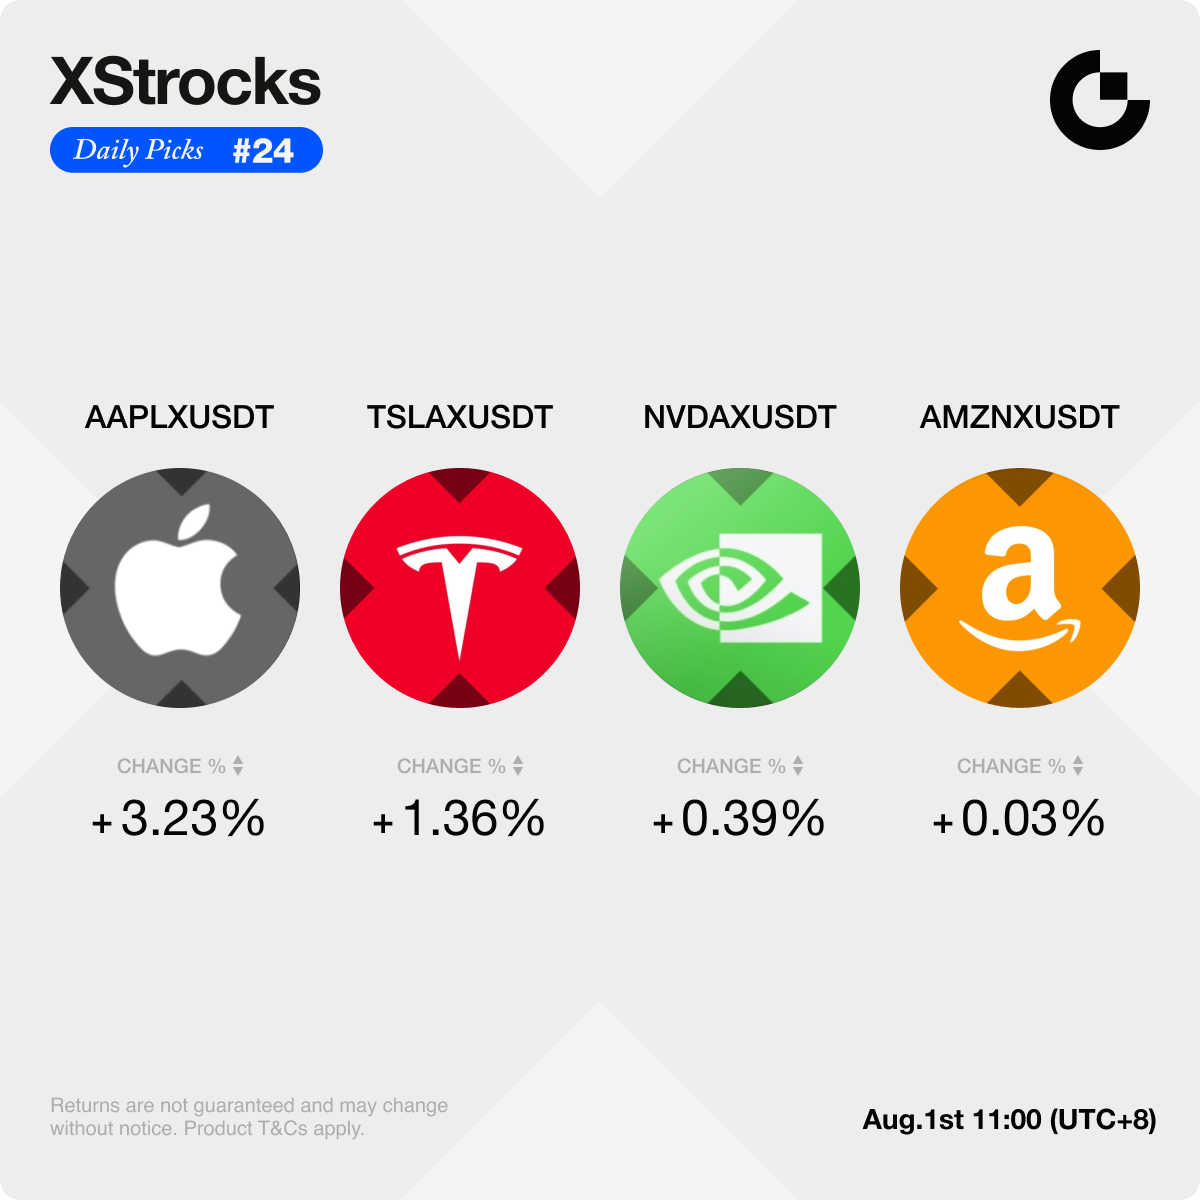 XStrocks
Daily Picks #24
AAPLXUSDT TSLAXUSDT NVDAXUSDT AMZNXUSDT
CHANGE % CHANGE % CHANGE % CHANGE %
+3.23% +1.36% +0.39% +0.03%
Returns are not guaranteed and may change
without notice. Product T&Cs apply.
Aug.1st 11:00 (UTC+8)